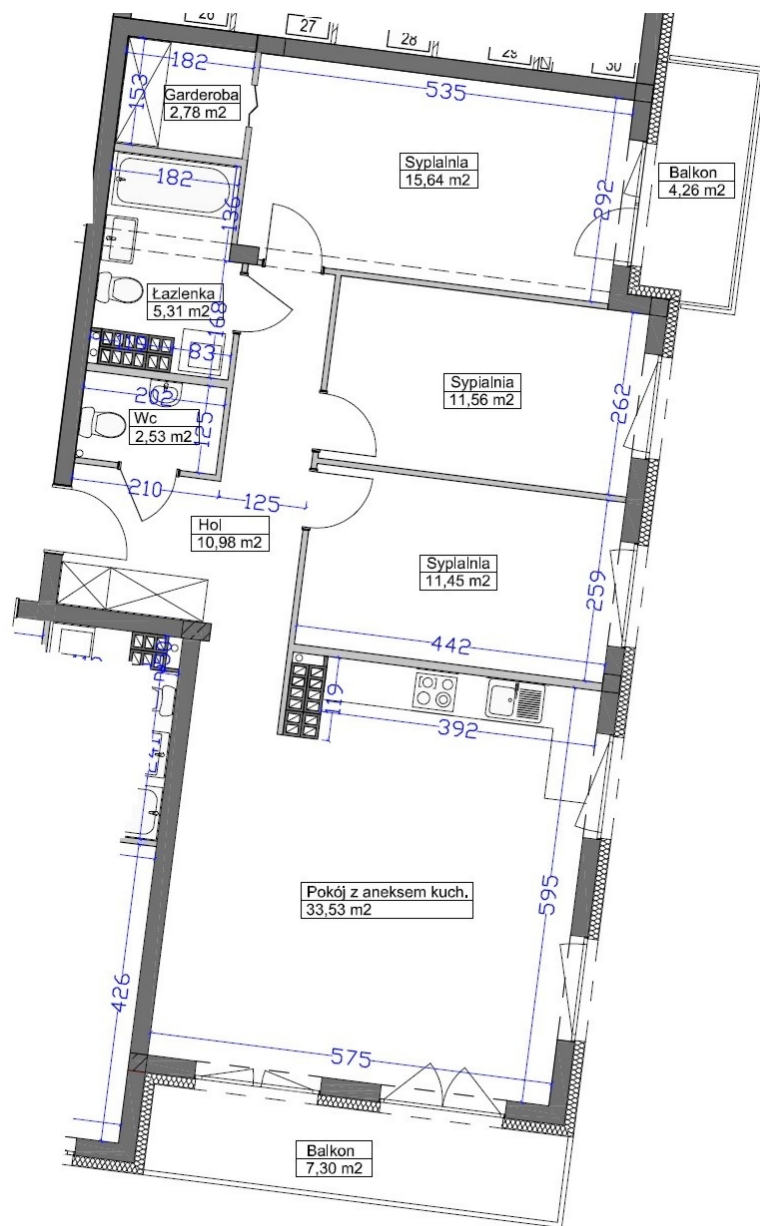 26
27
28
29
30
182
Garderoba
2,78 m2
153
535
Sypialnia
15,64 m2
292
Balkon
4,26 m2
182
136
Łazienka
5,31 m2
168
83
202
Wc
2,53 m2
125
Sypialnia
11,56 m2
262
210
125
Hol
10,98 m2
Sypialnia
11,45 m2
259
442
119
392
Pokój z aneksem kuch.
33,53 m2
595
426
575
Balkon
7,30 m2